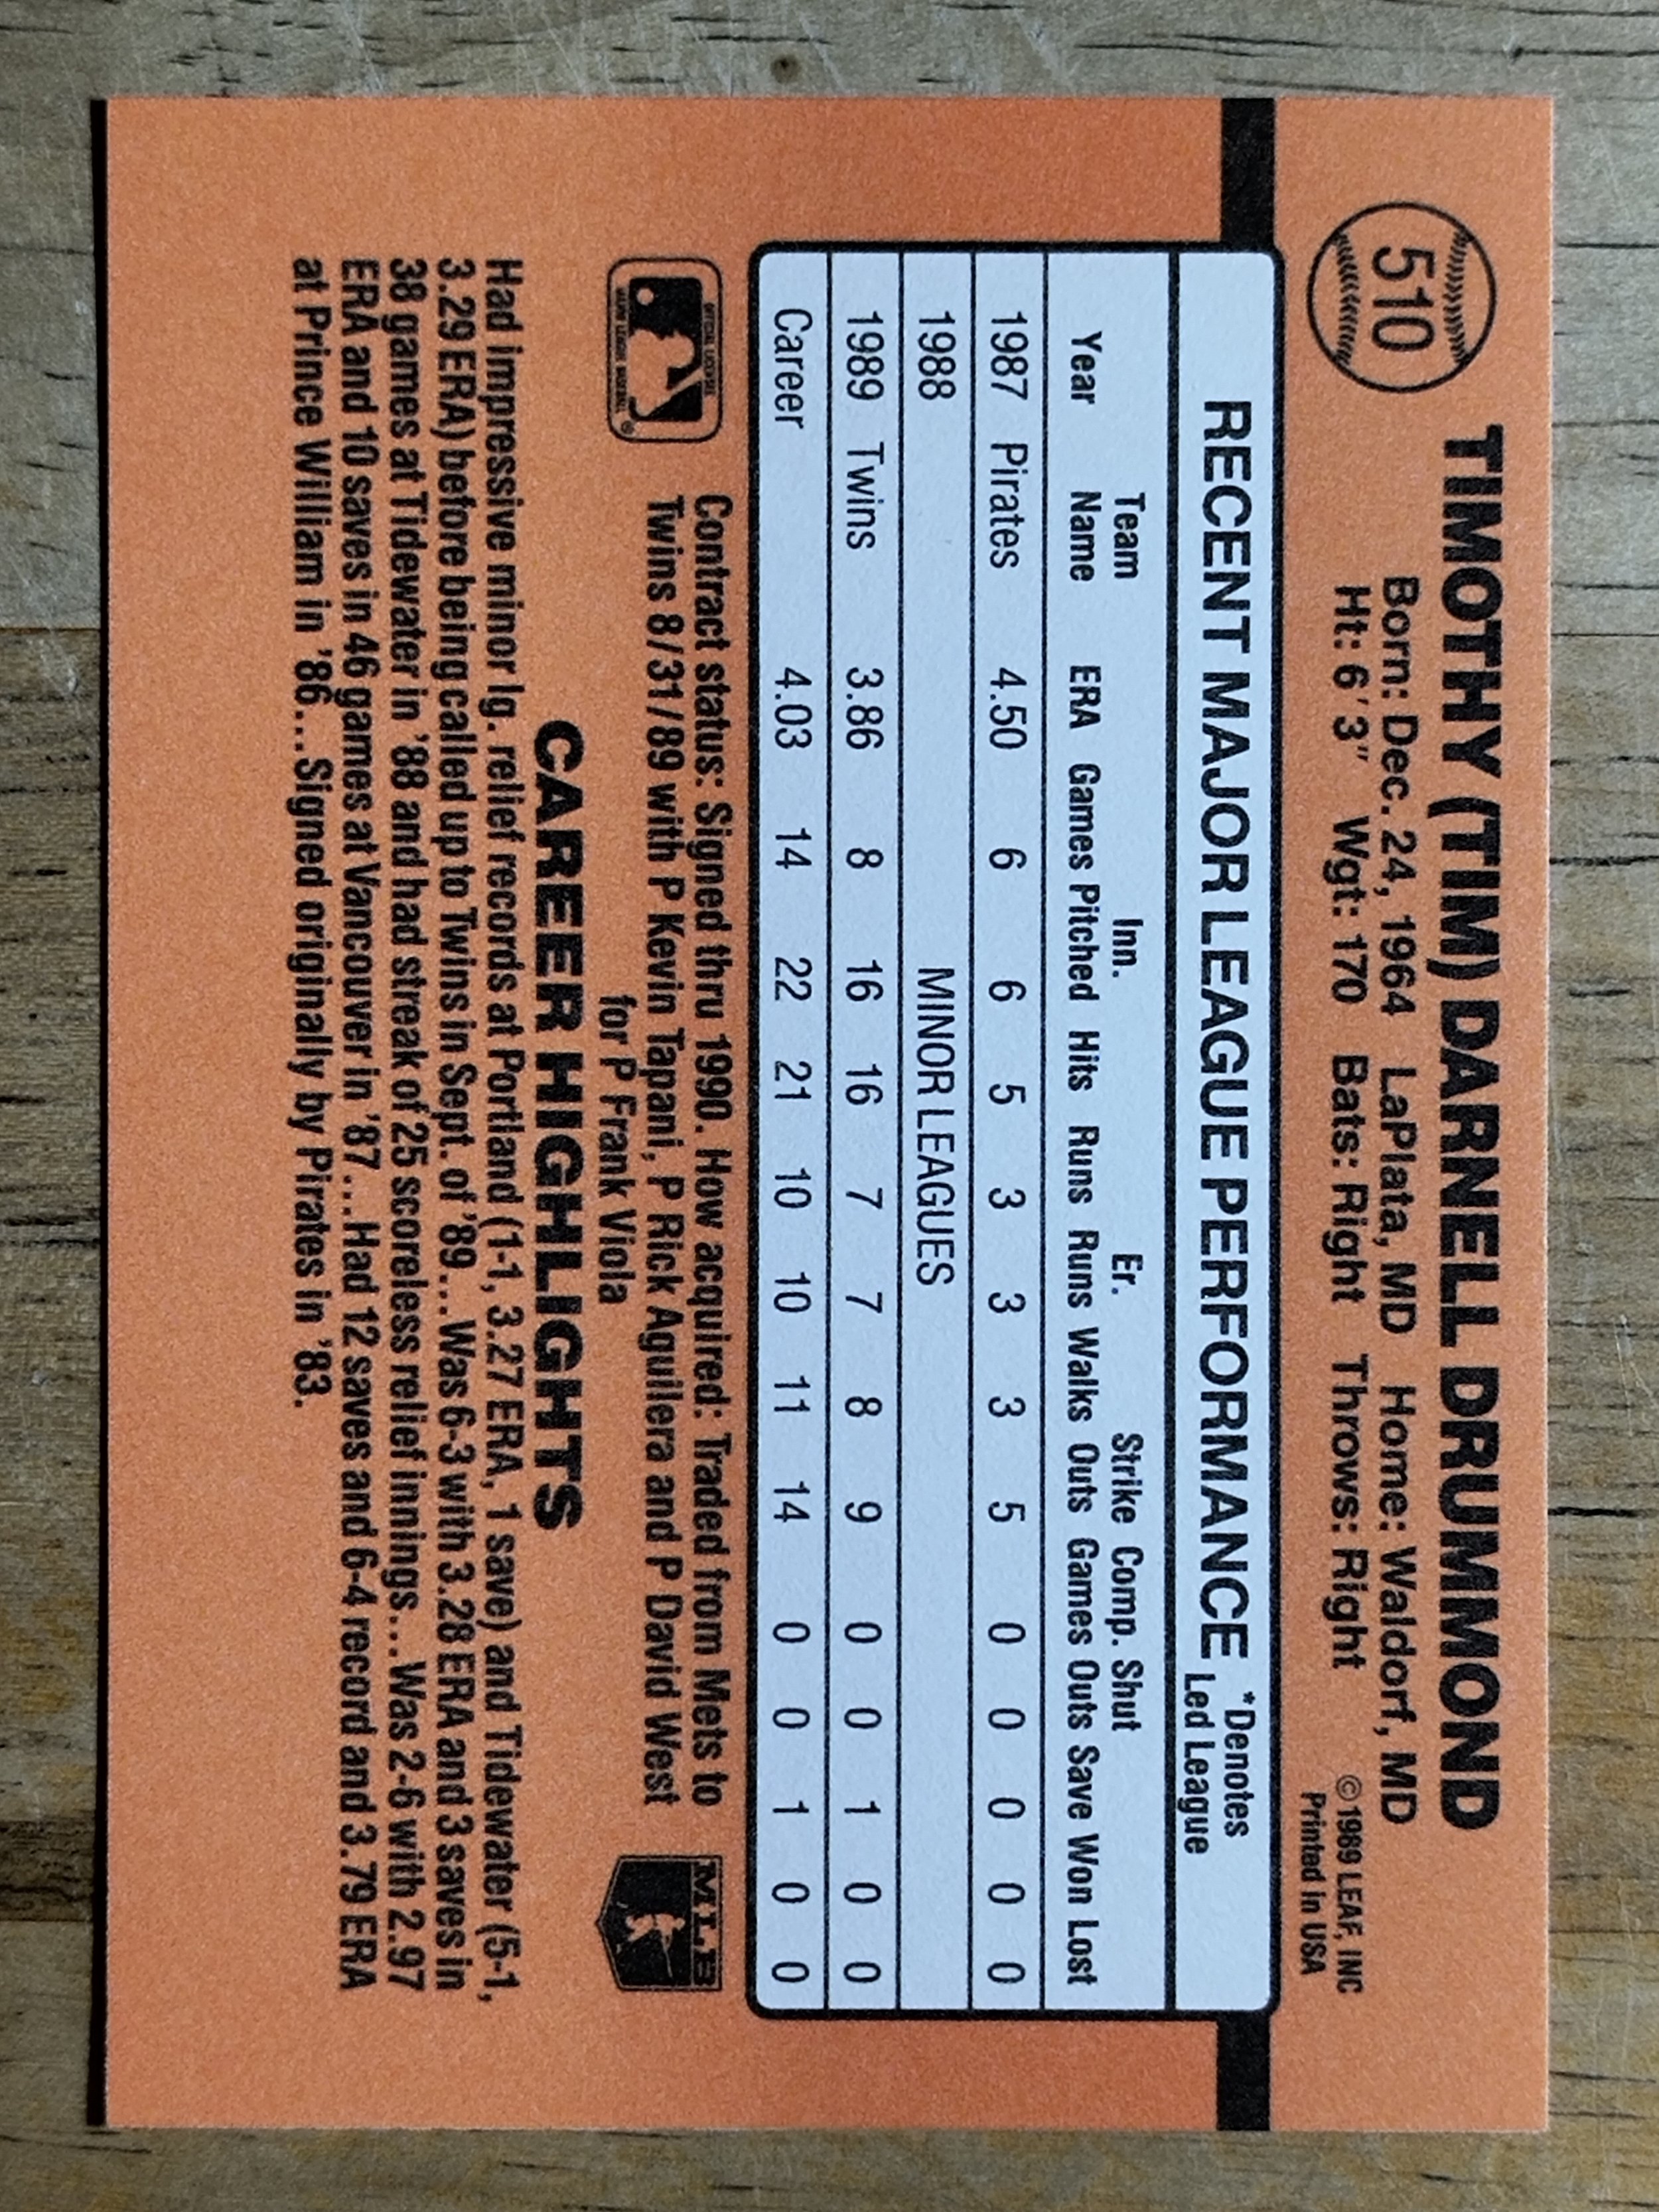 510
TIMOTHY (TIM) DARNELL DRUMMOND
Born: Dec. 24, 1964 LaPlata, MD Home: Waldorf, MD
Ht: 6' 3" Wgt: 170 Bats: Right Throws: Right
© 1989 LEAF, INC
Printed in USA
RECENT MAJOR LEAGUE PERFORMANCE *Denotes Led League
Team Inn. Er. Strike Comp. Shut
Year Name ERA Games Pitched Hits Runs Runs Walks Outs Games Outs Save Won Lost
1987 Pirates 4.50 6 6 5 3 3 3 5 0 0 0 0 0
1988 MINOR LEAGUES
1989 Twins 3.86 8 16 16 7 7 8 9 0 0 1 0 0
Career 4.03 14 22 21 10 10 11 14 0 0 1 0 0
OFFICIAL LICENSEE
MAJOR LEAGUE BASEBALL ®
Contract status: Signed thru 1990. How acquired: Traded from Mets to
Twins 8/31/89 with P Kevin Tapani, P Rick Aguilera and P David West
for P Frank Viola
MLB
CAREER HIGHLIGHTS
Had impressive minor lg. relief records at Portland (1-1, 3.27 ERA, 1 save) and Tidewater (5-1,
3.29 ERA) before being called up to Twins in Sept. of '89...Was 6-3 with 3.28 ERA and 3 saves in
38 games at Tidewater in '88 and had streak of 25 scoreless relief innings...Was 2-6 with 2.97
ERA and 10 saves in 46 games at Vancouver in '87...Had 12 saves and 6-4 record and 3.79 ERA
at Prince William in '86...Signed originally by Pirates in '83.